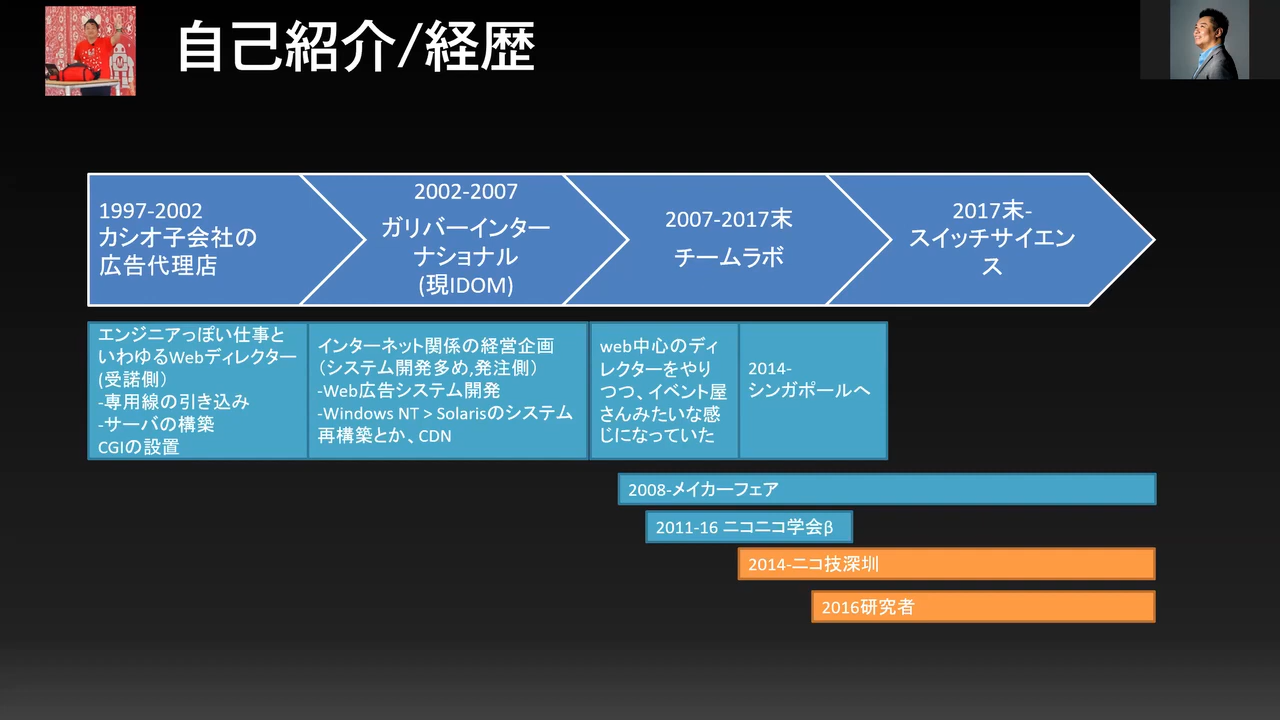 自己紹介/経歴
1997-2002
カシオ子会社の
広告代理店
2002-2007
ガリバーインター
ナショナル
(現IDOM)
2007-2017末
チームラボ
2017末-
スイッチサイエン
ス
エンジニアっぽい仕事と
いわゆるWebディレクター
(受諾側）
-専用線の引き込み
-サーバの構築
CGIの設置
インターネット関係の経営企画
（システム開発多め,発注側）
-Web広告システム開発
-Windows NT > Solarisのシステム
再構築とか、CDN
web中心のディ
レクターをやり
つつ、イベント屋
さんみたいな感
じになっていた
2014-
シンガポールへ
2008-メイカーフェア
2011-16 ニコニコ学会β
2014-ニコ技深圳
2016研究者